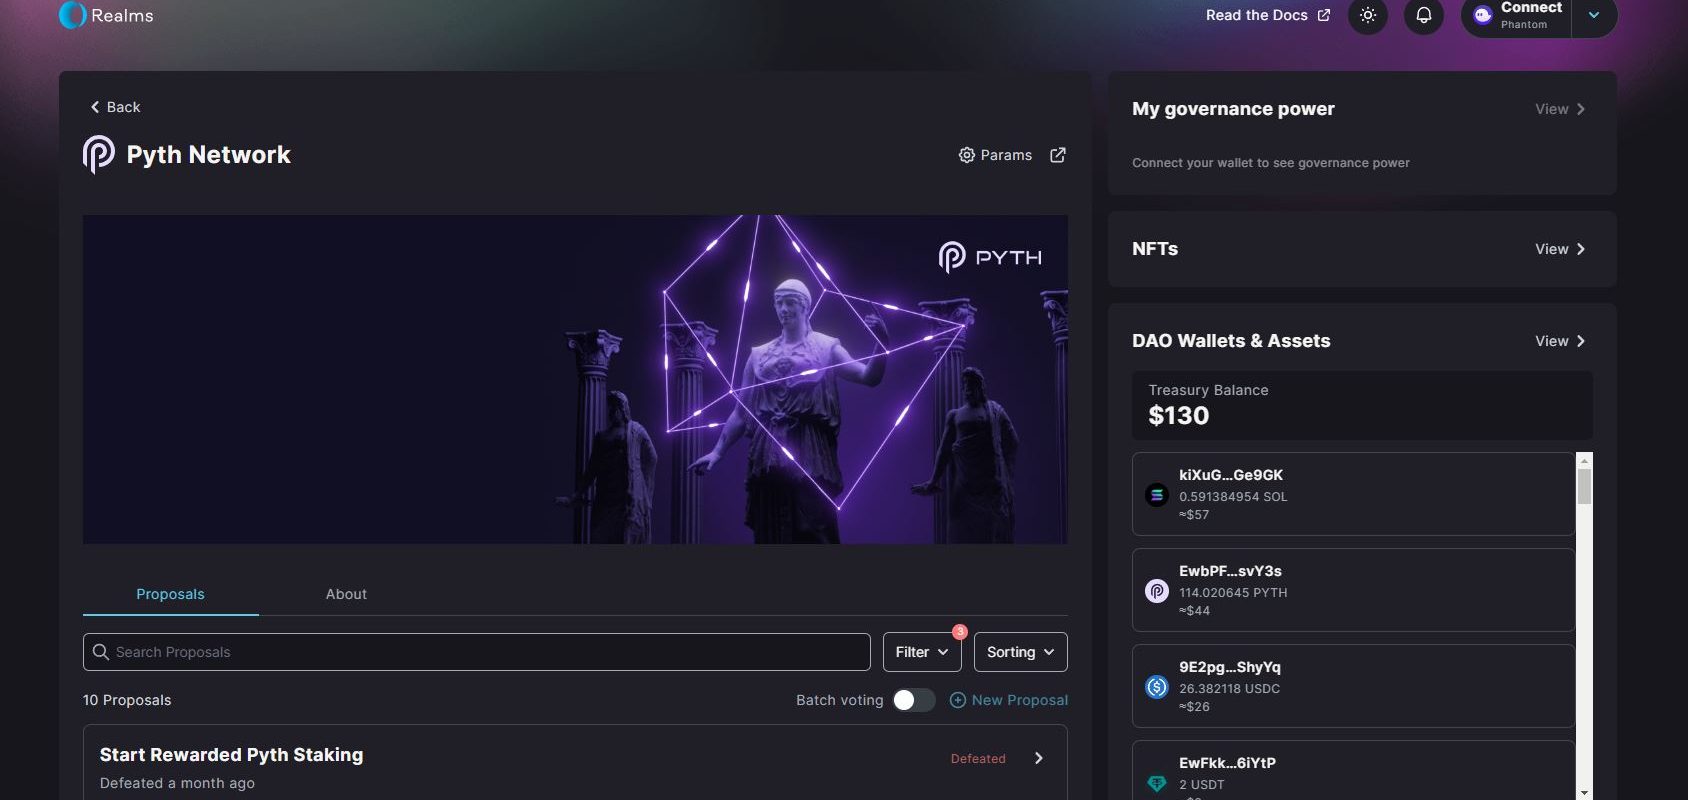 Realms
Read the Docs
Connect
Phantom
Back
Pyth Network
Params
PYTH
Proposals
About
Search Proposals
Filter
3
Sorting
10 Proposals
Batch voting
New Proposal
Start Rewarded Pyth Staking
Defeated
Defeated a month ago
My governance power
View
Connect your wallet to see governance power
NFTs
View
DAO Wallets & Assets
View
Treasury Balance
$130
kiXuG...Ge9GK
0.591384954 SOL
≈$57
EwbPF...svY3s
114.020645 PYTH
≈$44
9E2pg...ShyYq
26.382118 USDC
≈$26
EwFkk...6iYtP
2 USDT